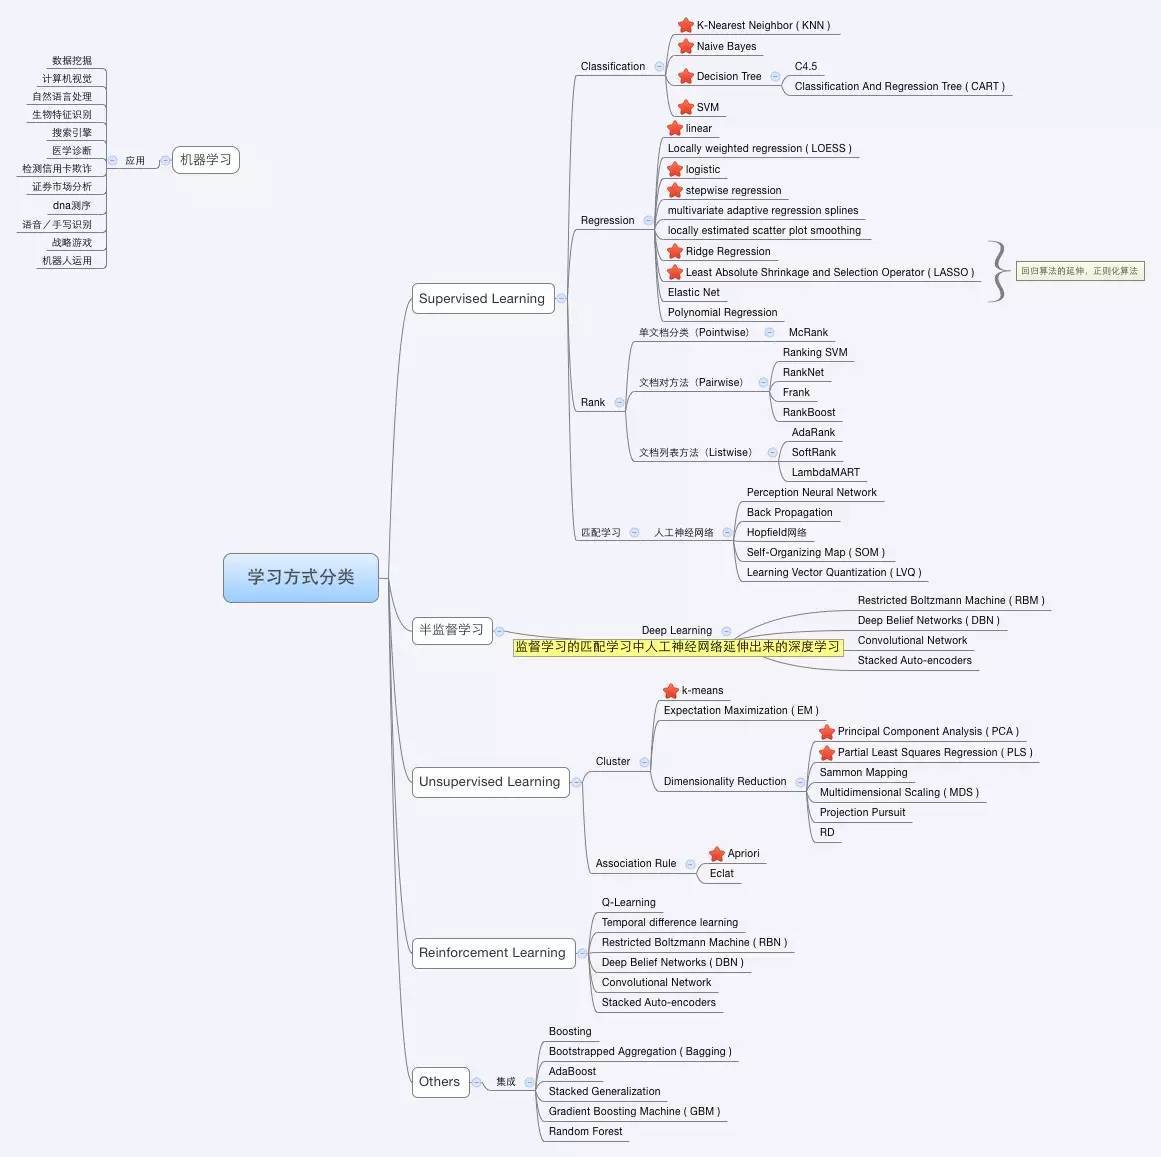 数据挖掘
计算机视觉
自然语言处理
生物特征识别
搜索引擎
医学诊断
检测信用卡欺诈
证券市场分析
dna测序
语音／手写识别
战略游戏
机器人运用
应用
机器学习
学习方式分类
Supervised Learning
Classification
K-Nearest Neighbor ( KNN )
Naive Bayes
Decision Tree
C4.5
Classification And Regression Tree ( CART )
SVM
Regression
linear
Locally weighted regression ( LOESS )
logistic
stepwise regression
multivariate adaptive regression splines
locally estimated scatter plot smoothing
Ridge Regression
Least Absolute Shrinkage and Selection Operator ( LASSO )
Elastic Net
Polynomial Regression
回归算法的延伸，正则化算法
Rank
单文档分类（Pointwise）
McRank
文档对方法（Pairwise）
Ranking SVM
RankNet
Frank
RankBoost
文档列表方法（Listwise）
AdaRank
SoftRank
LambdaMART
匹配学习
人工神经网络
Perception Neural Network
Back Propagation
Hopfield网络
Self-Organizing Map ( SOM )
Learning Vector Quantization ( LVQ )
半监督学习
Deep Learning
监督学习的匹配学习中人工神经网络延伸出来的深度学习
Restricted Boltzmann Machine ( RBM )
Deep Belief Networks ( DBN )
Convolutional Network
Stacked Auto-encoders
Unsupervised Learning
Cluster
k-means
Expectation Maximization ( EM )
Dimensionality Reduction
Principal Component Analysis ( PCA )
Partial Least Squares Regression ( PLS )
Sammon Mapping
Multidimensional Scaling ( MDS )
Projection Pursuit
RD
Association Rule
Apriori
Eclat
Reinforcement Learning
Q-Learning
Temporal difference learning
Restricted Boltzmann Machine ( RBN )
Deep Belief Networks ( DBN )
Convolutional Network
Stacked Auto-encoders
Others
集成
Boosting
Bootstrapped Aggregation ( Bagging )
AdaBoost
Stacked Generalization
Gradient Boosting Machine ( GBM )
Random Forest